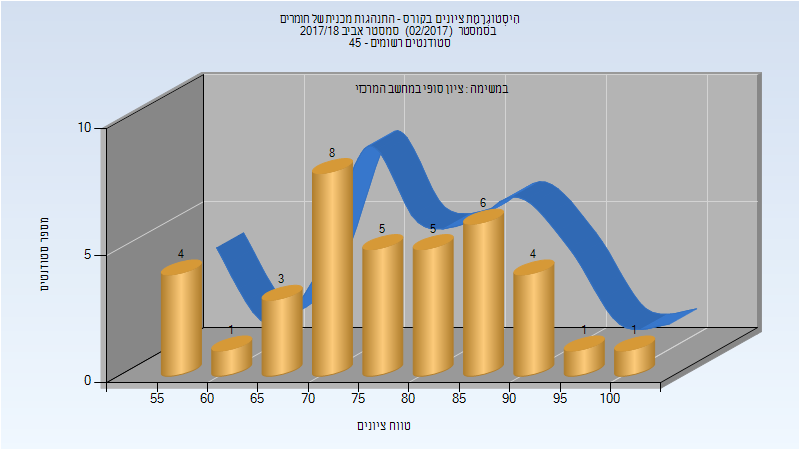 היסטוגרמת ציונים בקורס - התנהגות מכנית של חומרים
בסמסטר (02/2017) סמסטר אביב 2017/18
סטודנטים רשומים - 45
במשימה : ציון סופי במחשב המרכזי
מספר סטודנטים
10
5
0
4
1
3
8
5
5
6
4
1
1
55 60 65 70 75 80 85 90 95 100
טווח ציונים